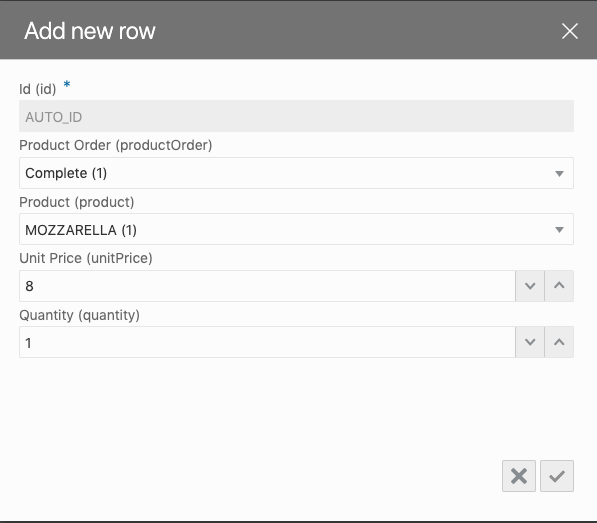 Add new row
Id (id) *
AUTO_ID
Product Order (productOrder)
Complete (1)
Product (product)
MOZZARELLA (1)
Unit Price (unitPrice)
8
Quantity (quantity)
1